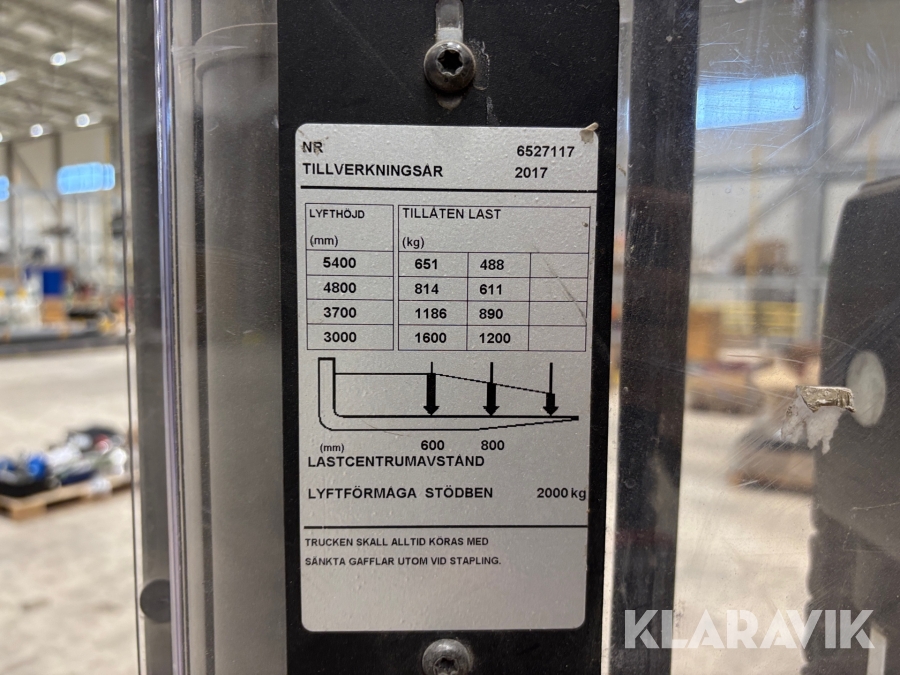 NR 6527117
TILLVERKNINGSÅR 2017
LYFTHÖJD TILLÅTEN LAST
(mm) (kg)
5400 651 488
4800 814 611
3700 1186 890
3000 1600 1200
(mm) 600 800
LASTCENTRUMAVSTÅND
LYFTFÖRMÅGA STÖDBEN 2000 kg
TRUCKEN SKALL ALLTID KÖRAS MED
SÄNKTA GAFFLAR UTOM VID STAPLING.
KLARAVIK